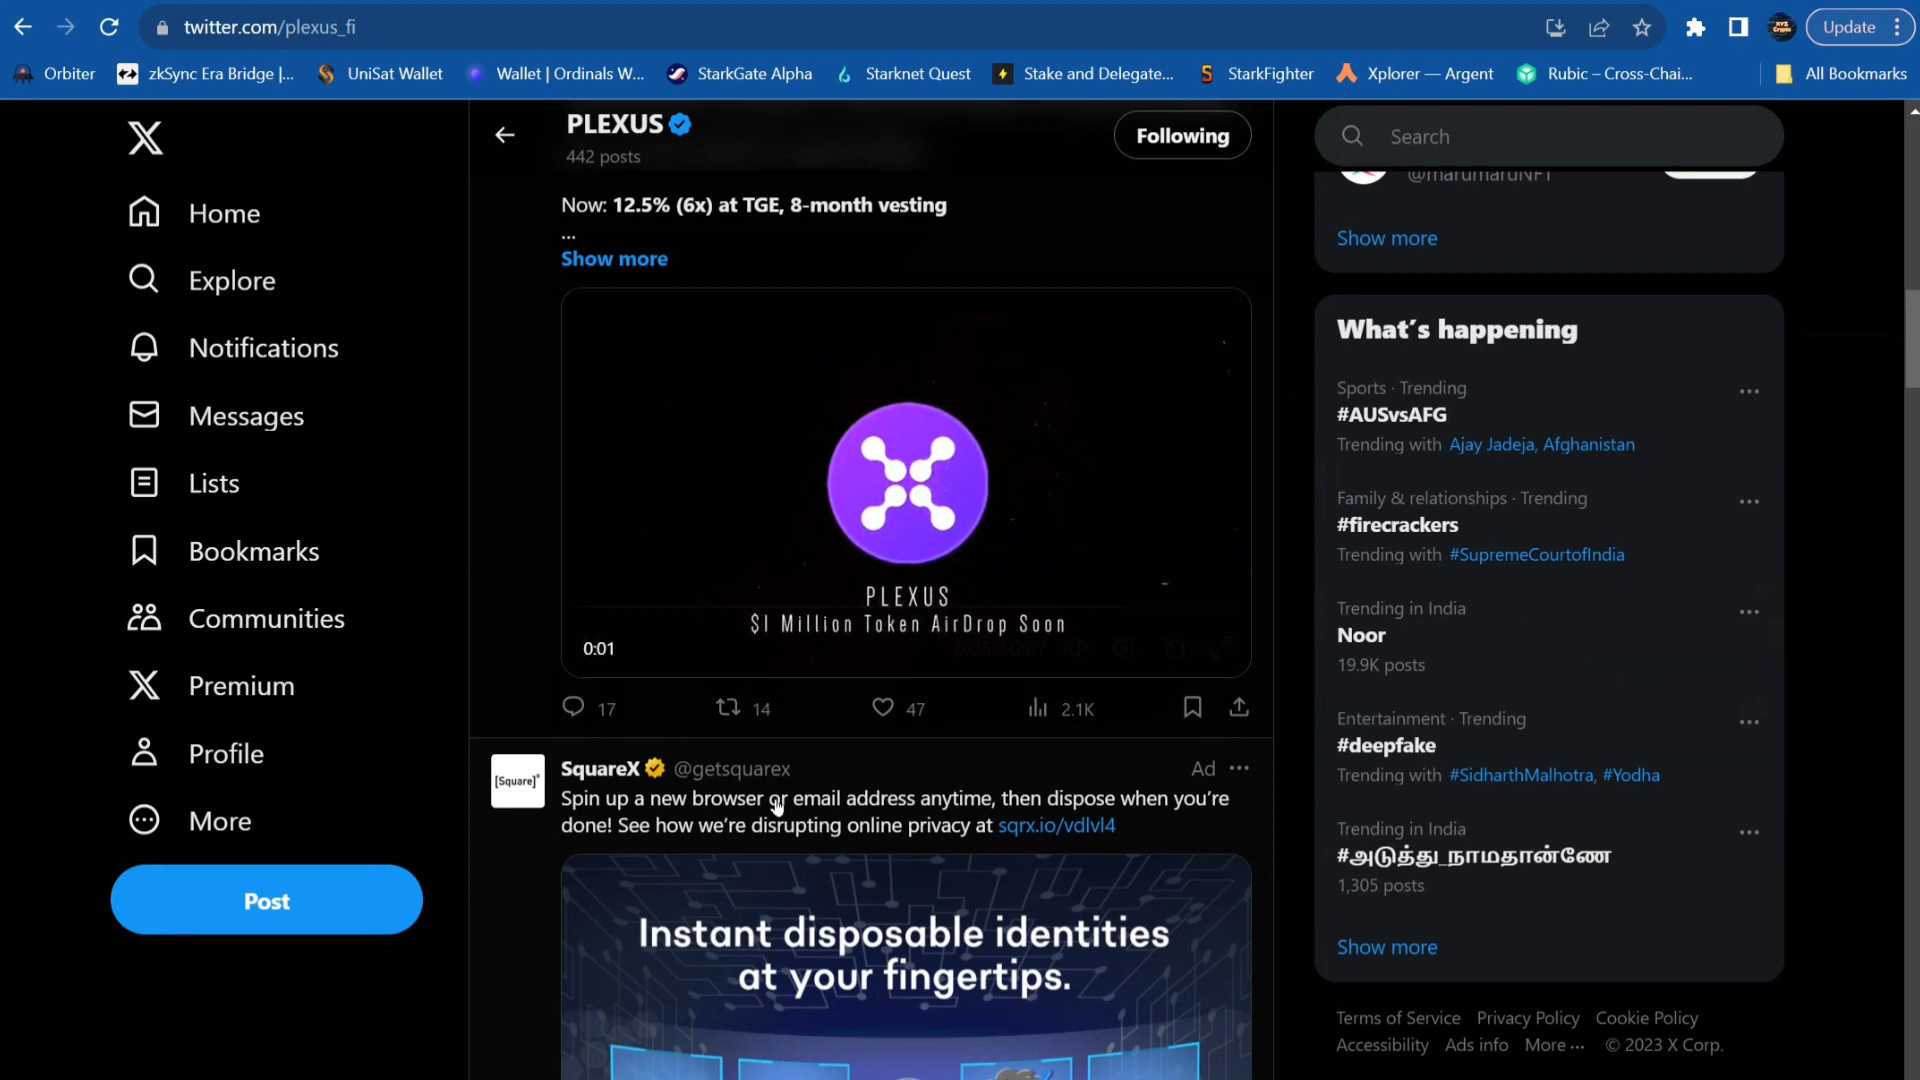 twitter.com/plexus_fi
Update
Orbiter
zkSync Era Bridge |...
UniSat Wallet
Wallet | Ordinals W...
StarkGate Alpha
Starknet Quest
Stake and Delegate...
StarkFighter
Xplorer — Argent
Rubic – Cross-Chai...
All Bookmarks
Home
Explore
Notifications
Messages
Lists
Bookmarks
Communities
Premium
Profile
More
Post
PLEXUS
442 posts
Following
Now: 12.5% (6x) at TGE, 8-month vesting
...
Show more
PLEXUS
$1 Million Token AirDrop Soon
0:01
17
14
47
2.1K
[Square]x
SquareX @getsquarex
Ad
Spin up a new browser or email address anytime, then dispose when you're
done! See how we're disrupting online privacy at sqrx.io/vdlvl4
Instant disposable identities
at your fingertips.
Search
@marumaruNFT
Show more
What's happening
Sports · Trending
#AUSvsAFG
Trending with Ajay Jadeja, Afghanistan
Family & relationships · Trending
#firecrackers
Trending with #SupremeCourtofIndia
Trending in India
Noor
19.9K posts
Entertainment · Trending
#deepfake
Trending with #SidharthMalhotra, #Yodha
Trending in India
#அடுத்து_நாமதான்ணே
1,305 posts
Show more
Terms of Service Privacy Policy Cookie Policy
Accessibility Ads info More ··· © 2023 X Corp.